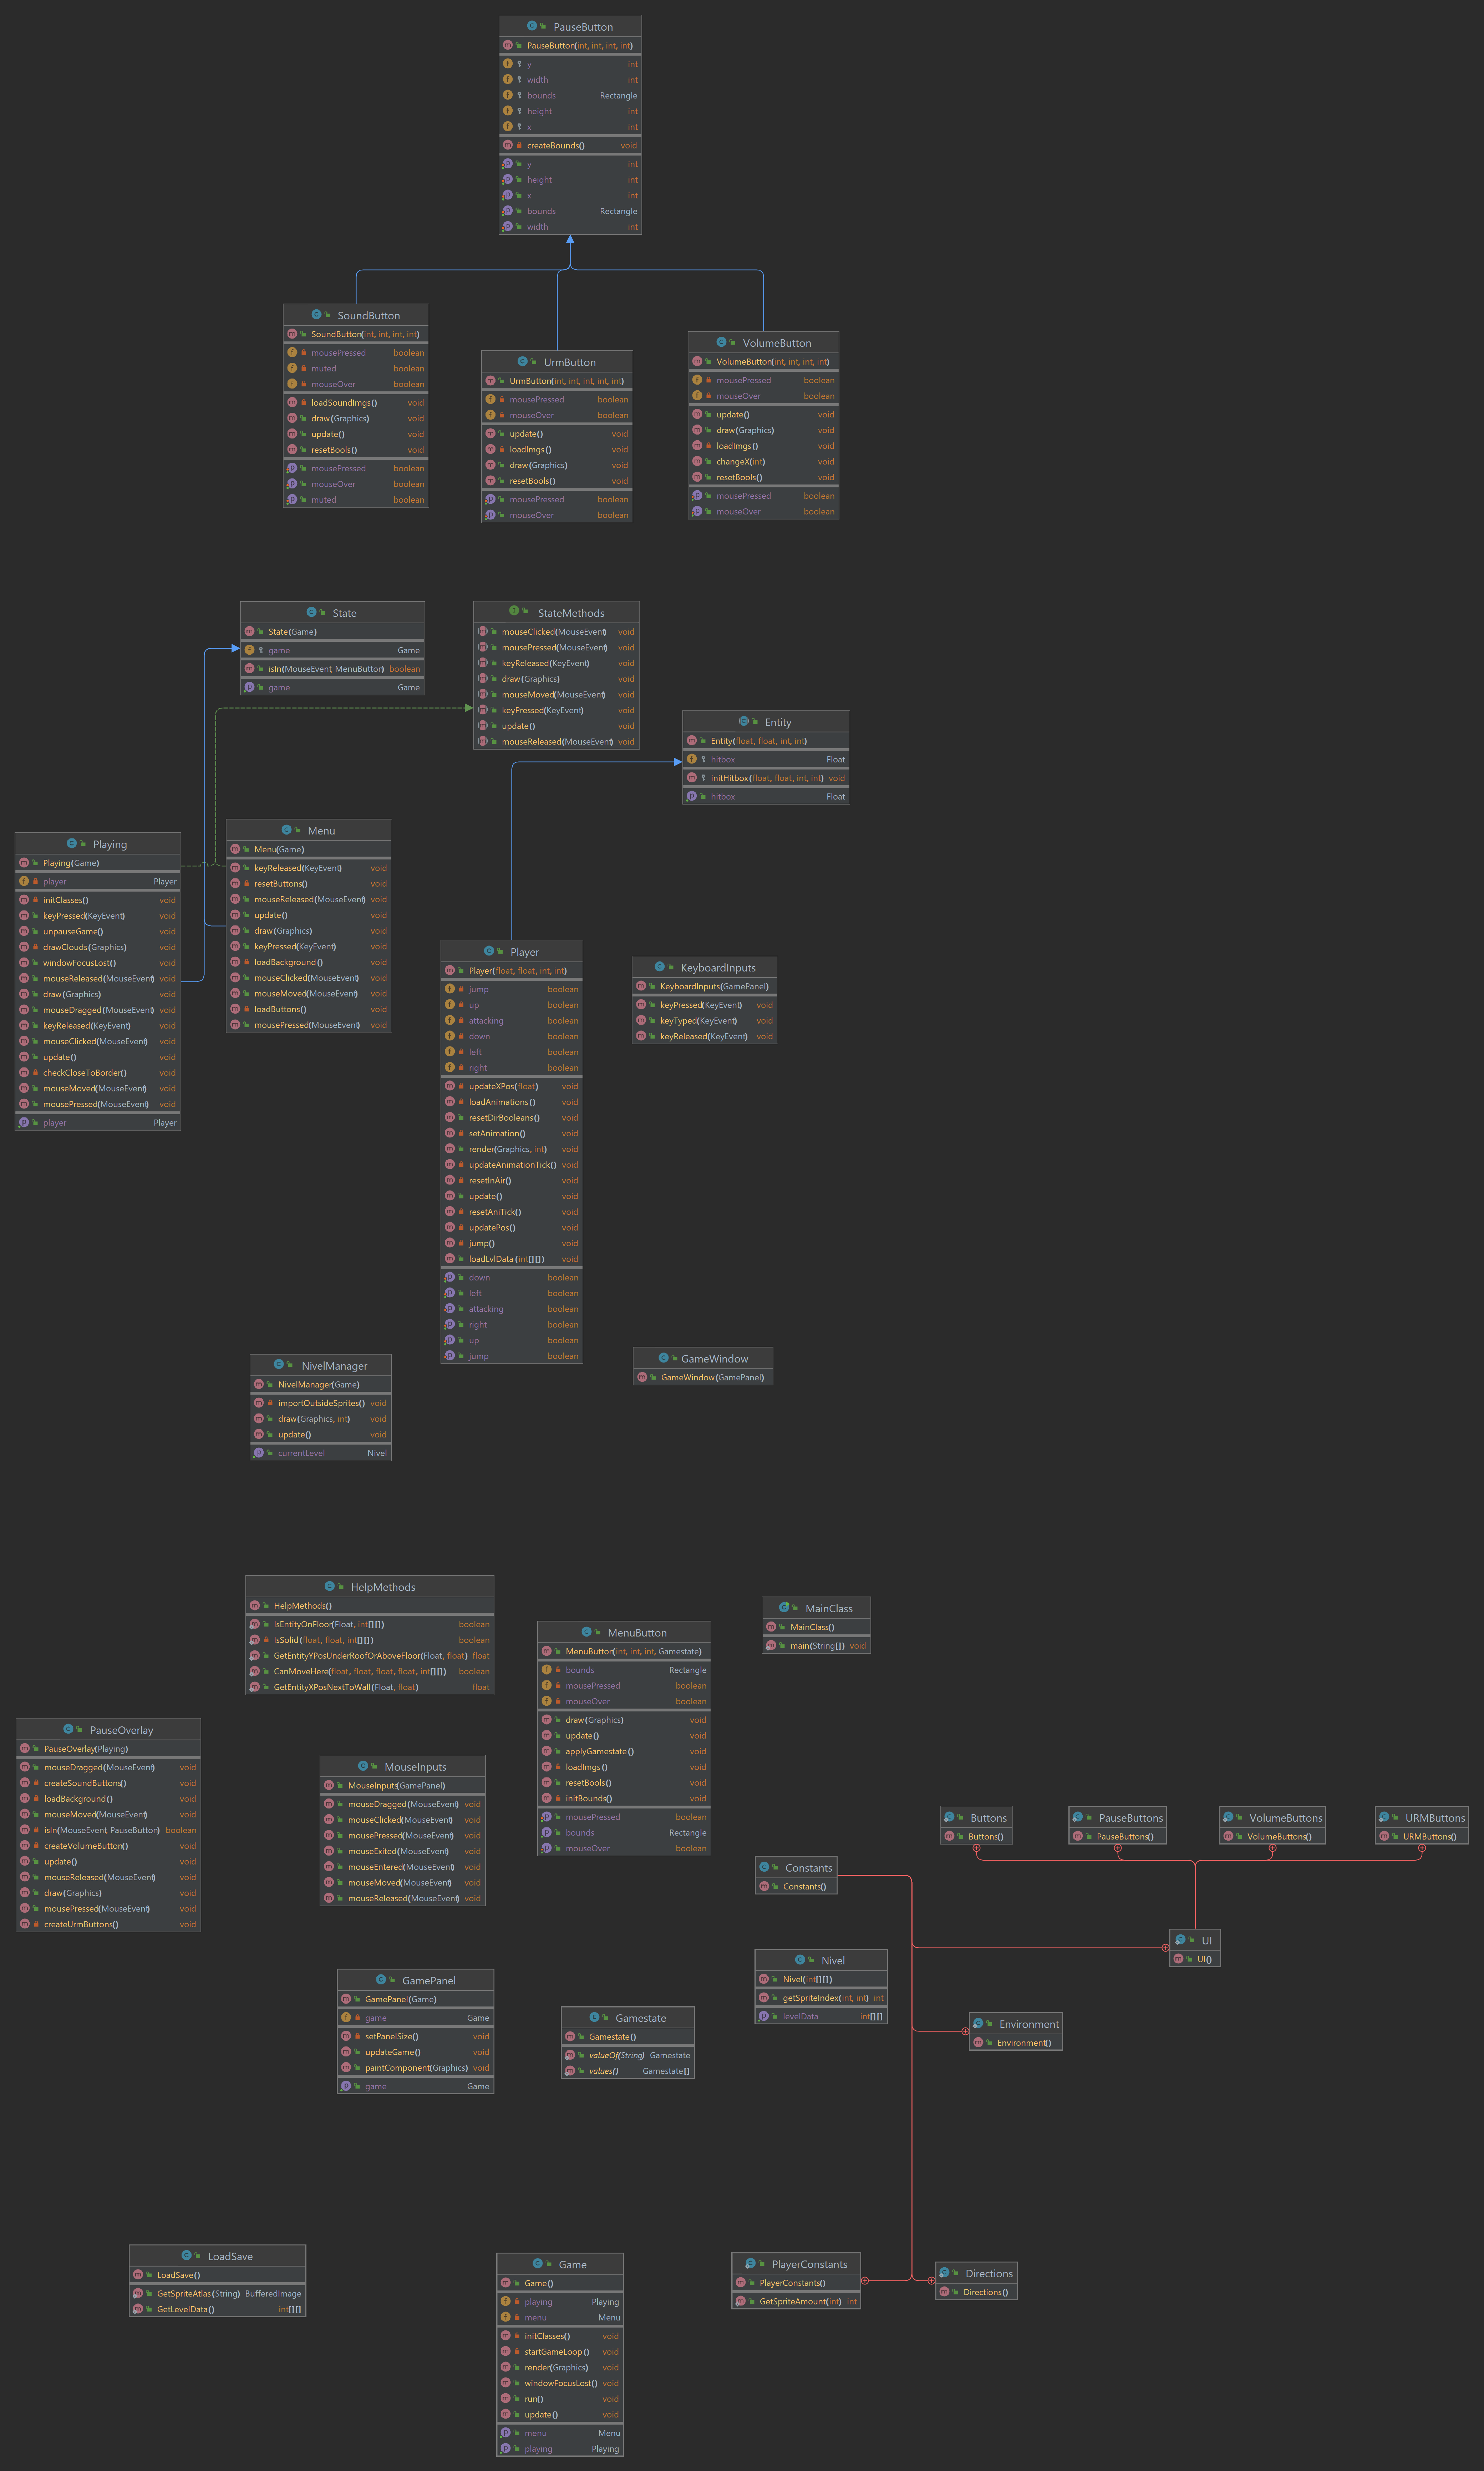 PauseButton
PauseButton(int, int, int, int)
y int
width int
bounds Rectangle
height int
x int
createBounds() void
y int
height int
x int
bounds Rectangle
width int
SoundButton
SoundButton(int, int, int, int)
mousePressed boolean
muted boolean
mouseOver boolean
loadSoundImgs() void
draw(Graphics) void
update() void
resetBools() void
mousePressed boolean
mouseOver boolean
muted boolean
UrmButton
UrmButton(int, int, int, int, int)
mousePressed boolean
mouseOver boolean
update() void
loadImgs() void
draw(Graphics) void
resetBools() void
mousePressed boolean
mouseOver boolean
VolumeButton
VolumeButton(int, int, int, int)
mousePressed boolean
mouseOver boolean
update() void
draw(Graphics) void
loadImgs() void
changeX(int) void
resetBools() void
mousePressed boolean
mouseOver boolean
State
State(Game)
game Game
isIn(MouseEvent, MenuButton) boolean
game Game
StateMethods
mouseClicked(MouseEvent) void
mousePressed(MouseEvent) void
keyReleased(KeyEvent) void
draw(Graphics) void
mouseMoved(MouseEvent) void
keyPressed(KeyEvent) void
update() void
mouseReleased(MouseEvent) void
Entity
Entity(float, float, int, int)
hitbox Float
initHitbox(float, float, int, int) void
hitbox Float
Playing
Playing(Game)
player Player
initClasses() void
keyPressed(KeyEvent) void
unpauseGame() void
drawClouds(Graphics) void
windowFocusLost() void
mouseReleased(MouseEvent) void
draw(Graphics) void
mouseDragged(MouseEvent) void
keyReleased(KeyEvent) void
mouseClicked(MouseEvent) void
update() void
checkCloseToBorder() void
mouseMoved(MouseEvent) void
mousePressed(MouseEvent) void
player Player
Menu
Menu(Game)
keyReleased(KeyEvent) void
resetButtons() void
mouseReleased(MouseEvent) void
update() void
draw(Graphics) void
keyPressed(KeyEvent) void
loadBackground() void
mouseClicked(MouseEvent) void
mouseMoved(MouseEvent) void
loadButtons() void
mousePressed(MouseEvent) void
Player
Player(float, float, int, int)
jump boolean
up boolean
attacking boolean
down boolean
left boolean
right boolean
updateXPos(float) void
loadAnimations() void
resetDirBooleans() void
setAnimation() void
render(Graphics, int) void
updateAnimationTick() void
resetInAir() void
update() void
resetAniTick() void
updatePos() void
jump() void
loadLvlData(int[][]) void
down boolean
left boolean
attacking boolean
right boolean
up boolean
jump boolean
KeyboardInputs
KeyboardInputs(GamePanel)
keyPressed(KeyEvent) void
keyTyped(KeyEvent) void
keyReleased(KeyEvent) void
NivelManager
NivelManager(Game)
importOutsideSprites() void
draw(Graphics, int) void
update() void
currentLevel Nivel
GameWindow
GameWindow(GamePanel)
HelpMethods
HelpMethods()
IsEntityOnFloor(Float, int[][]) boolean
IsSolid(float, float, int[][]) boolean
GetEntityYPosUnderRoofOrAboveFloor(Float, float) float
CanMoveHere(float, float, float, float, int[][]) boolean
GetEntityXPosNextToWall(Float, float) float
MenuButton
MenuButton(int, int, int, Gamestate)
bounds Rectangle
mousePressed boolean
mouseOver boolean
draw(Graphics) void
update() void
applyGamestate() void
loadImgs() void
resetBools() void
initBounds() void
mousePressed boolean
bounds Rectangle
mouseOver boolean
MainClass
MainClass()
main(String[]) void
PauseOverlay
PauseOverlay(Playing)
mouseDragged(MouseEvent) void
createSoundButtons() void
loadBackground() void
mouseMoved(MouseEvent) void
isIn(MouseEvent, PauseButton) boolean
createVolumeButton() void
update() void
mouseReleased(MouseEvent) void
draw(Graphics) void
mousePressed(MouseEvent) void
createUrmButtons() void
MouseInputs
MouseInputs(GamePanel)
mouseDragged(MouseEvent) void
mouseClicked(MouseEvent) void
mousePressed(MouseEvent) void
mouseExited(MouseEvent) void
mouseEntered(MouseEvent) void
mouseMoved(MouseEvent) void
mouseReleased(MouseEvent) void
Buttons
Buttons()
PauseButtons
PauseButtons()
VolumeButtons
VolumeButtons()
URMButtons
URMButtons()
Constants
Constants()
UI
UI()
Nivel
Nivel(int[][])
getSpriteIndex(int, int) int
levelData int[][]
GamePanel
GamePanel(Game)
game Game
setPanelSize() void
updateGame() void
paintComponent(Graphics) void
game Game
Gamestate
Gamestate()
valueOf(String) Gamestate
values() Gamestate[]
Environment
Environment()
LoadSave
LoadSave()
GetSpriteAtlas(String) BufferedImage
GetLevelData() int[][]
Game
Game()
playing Playing
menu Menu
initClasses() void
startGameLoop() void
render(Graphics) void
windowFocusLost() void
run() void
update() void
menu Menu
playing Playing
PlayerConstants
PlayerConstants()
GetSpriteAmount(int) int
Directions
Directions()